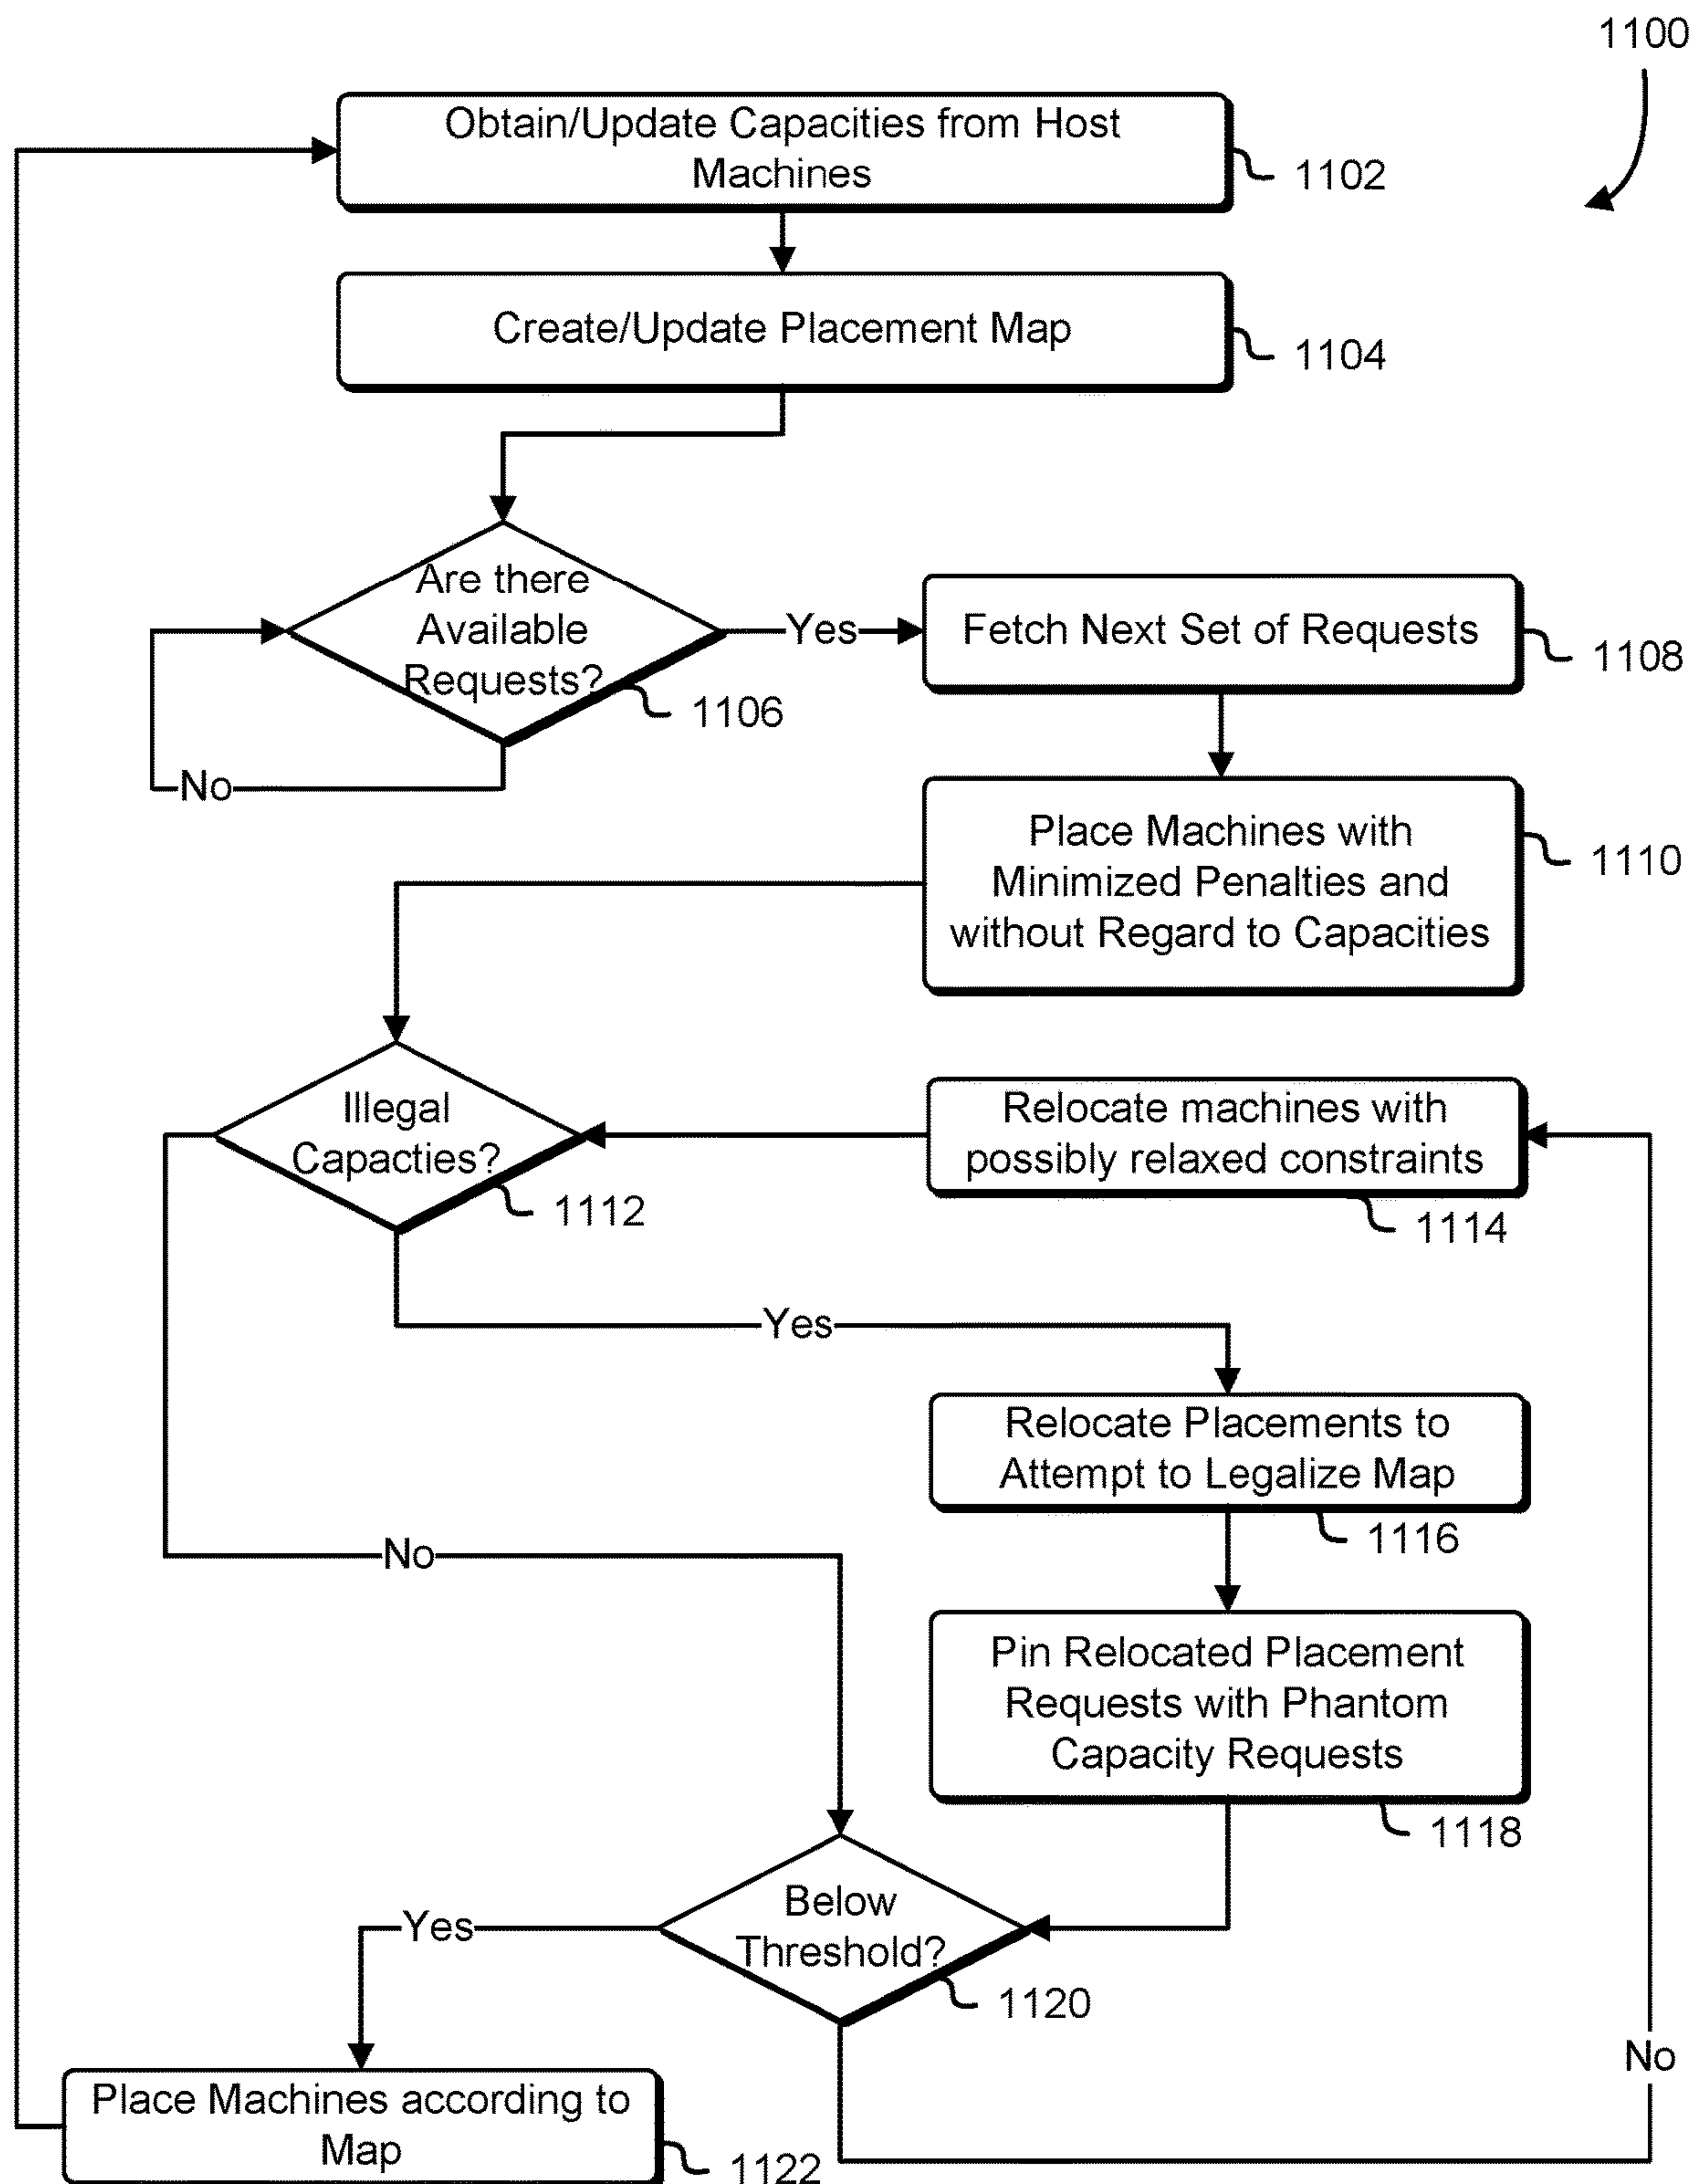 1100
Obtain/Update Capacities from Host
Machines
1102
Create/Update Placement Map
1104
Are there
Available
Requests?
1106
Yes
No
Fetch Next Set of Requests
1108
Place Machines with
Minimized Penalties and
without Regard to Capacities
1110
Illegal
Capacties?
1112
Relocate machines with
possibly relaxed constraints
1114
Yes
Relocate Placements to
Attempt to Legalize Map
1116
No
Pin Relocated Placement
Requests with Phantom
Capacity Requests
1118
Below
Threshold?
1120
Yes
No
Place Machines according to
Map
1122